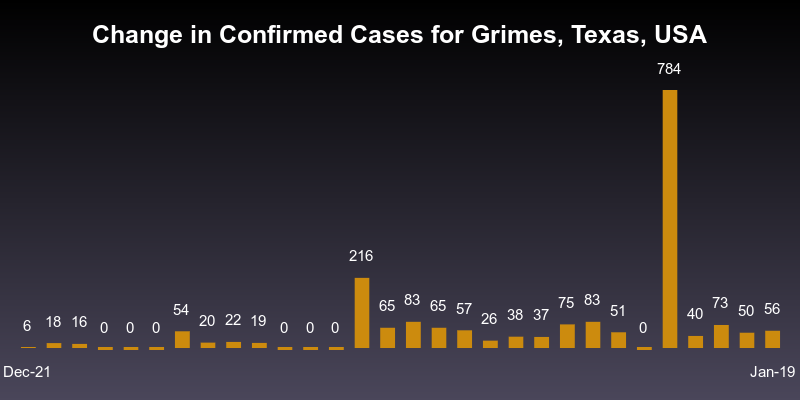 Change in Confirmed Cases for Grimes, Texas, USA
784
216
6 18 16 0 0 0 54 20 22 19 0 0 0 65 83 65 57 26 38 37 75 83 51 0 40 73 50 56
Dec-21 Jan-19